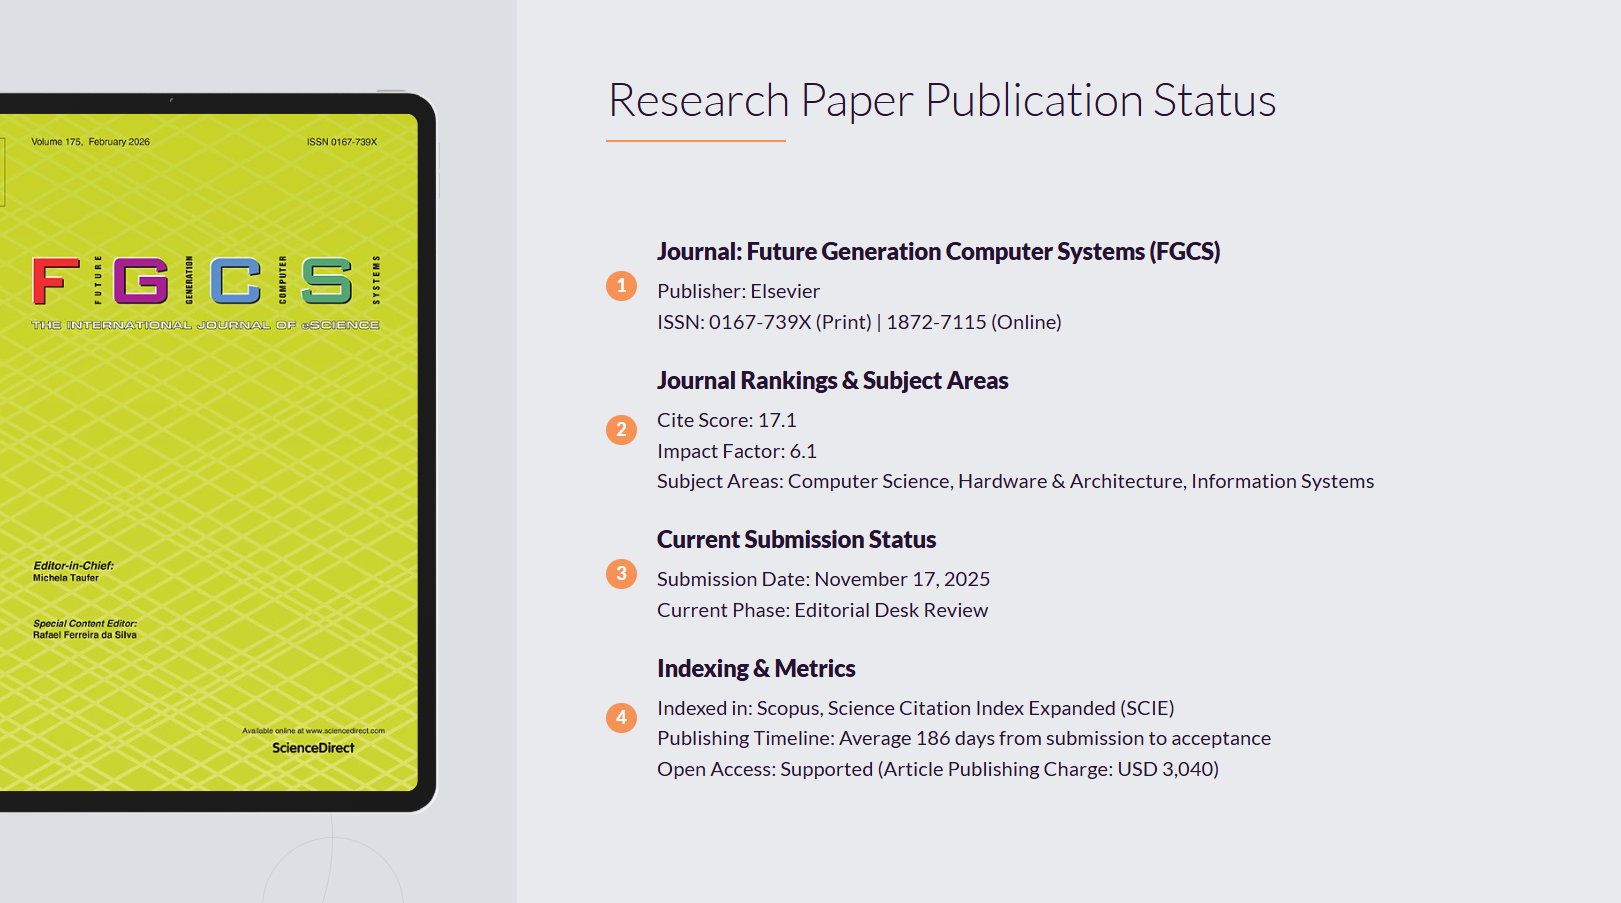 Volume 175, February 2026
ISSN 0167-739X
F FUTURE G GENERATION C COMPUTER S SYSTEMS
THE INTERNATIONAL JOURNAL OF eSCIENCE
Editor-in-Chief:
Michela Taufer
Special Content Editor:
Rafael Ferreira da Silva
Available online at www.sciencedirect.com
ScienceDirect
Research Paper Publication Status
1
Journal: Future Generation Computer Systems (FGCS)
Publisher: Elsevier
ISSN: 0167-739X (Print) | 1872-7115 (Online)
2
Journal Rankings & Subject Areas
Cite Score: 17.1
Impact Factor: 6.1
Subject Areas: Computer Science, Hardware & Architecture, Information Systems
3
Current Submission Status
Submission Date: November 17, 2025
Current Phase: Editorial Desk Review
4
Indexing & Metrics
Indexed in: Scopus, Science Citation Index Expanded (SCIE)
Publishing Timeline: Average 186 days from submission to acceptance
Open Access: Supported (Article Publishing Charge: USD 3,040)